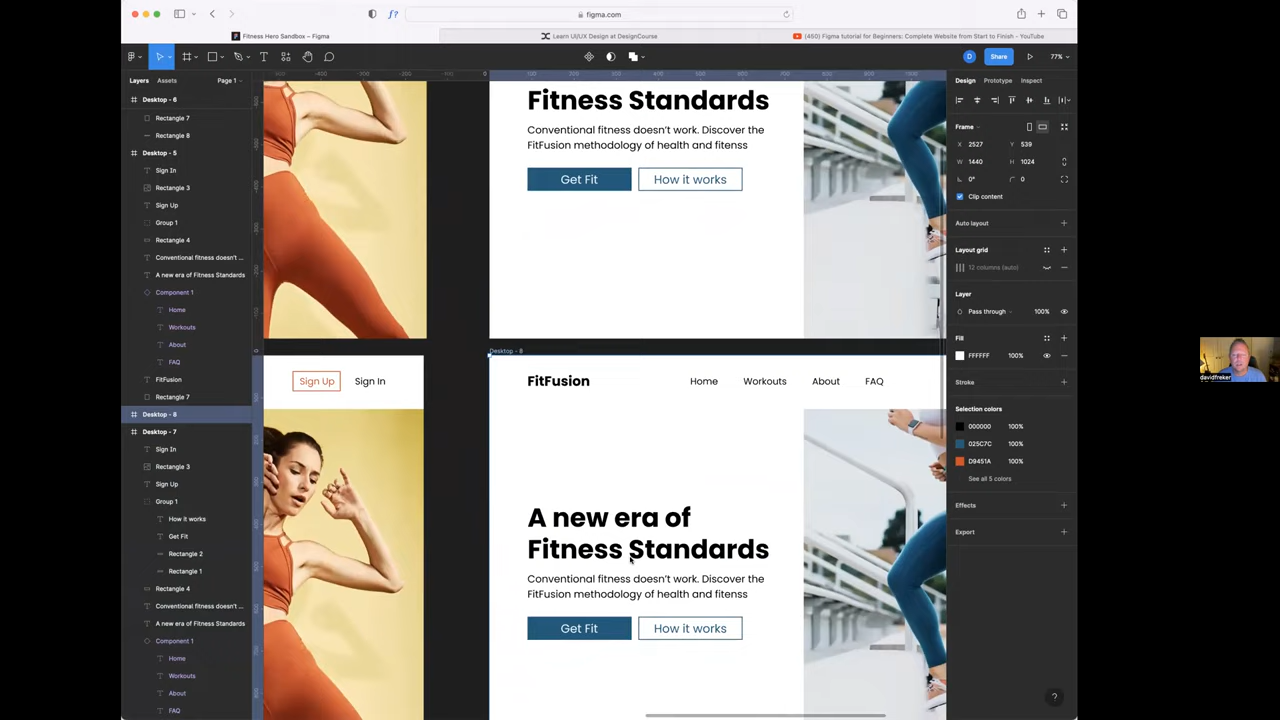 figma.com
Fitness Hero Sandbox – Figma
Learn UI/UX Design at DesignCourse
(460) Figma tutorial for Beginners: Complete Website from Start to Finish - YouTube
D
Share
77%
Layers
Assets
Page 1
Design
Prototype
Inspect
Desktop - 6
Rectangle 7
Rectangle 8
Desktop - 5
Sign In
Rectangle 3
Sign Up
Group 1
Rectangle 4
Conventional fitness doesn't ...
A new era of Fitness Standards
Component 1
Home
Workouts
About
FAQ
FitFusion
Rectangle 7
Desktop - 8
Desktop - 7
Sign In
Rectangle 3
Sign Up
Group 1
How it works
Get Fit
Rectangle 2
Rectangle 1
Rectangle 4
Conventional fitness doesn't ...
A new era of Fitness Standards
Component 1
Home
Workouts
About
FAQ
Fitness Standards
Conventional fitness doesn't work. Discover the
FitFusion methodology of health and fitenss
Get Fit
How it works
Desktop - 8
Sign Up
Sign In
FitFusion
Home
Workouts
About
FAQ
A new era of
Fitness Standards
Conventional fitness doesn't work. Discover the
FitFusion methodology of health and fitenss
Get Fit
How it works
Frame
X 2527
Y 539
W 1440
H 1024
0°
0
Clip content
Auto layout
Layout grid
12 columns (auto)
Layer
Pass through
100%
Fill
FFFFFF 100%
Stroke
Selection colors
000000 100%
025C7C 100%
D9451A 100%
See all 5 colors
Effects
Export
?
davidfreker